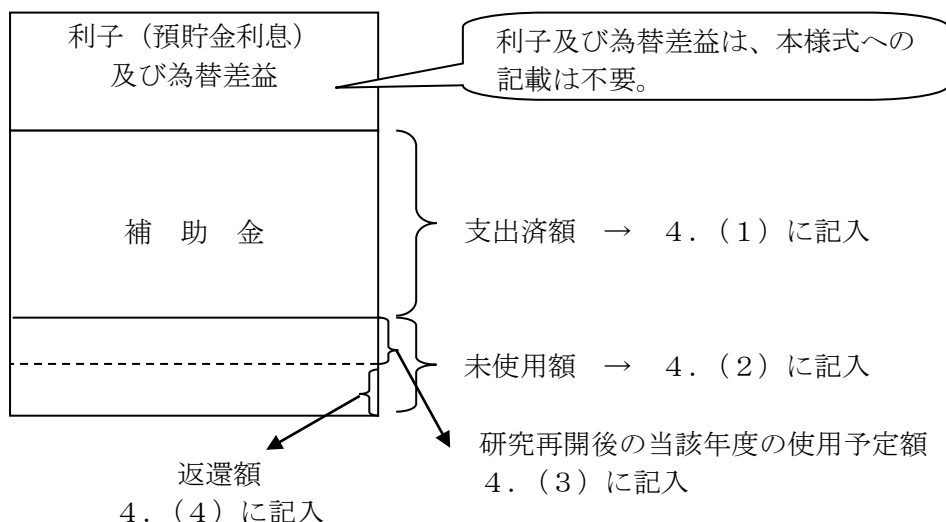 利子（預貯金利息）
及び為替差益
利子及び為替差益は、本様式への
記載は不要。
補　助　金
支出済額　→　４．（１）に記入
未使用額　→　４．（２）に記入
研究再開後の当該年度の使用予定額
４．（３）に記入
返還額
４．（４）に記入